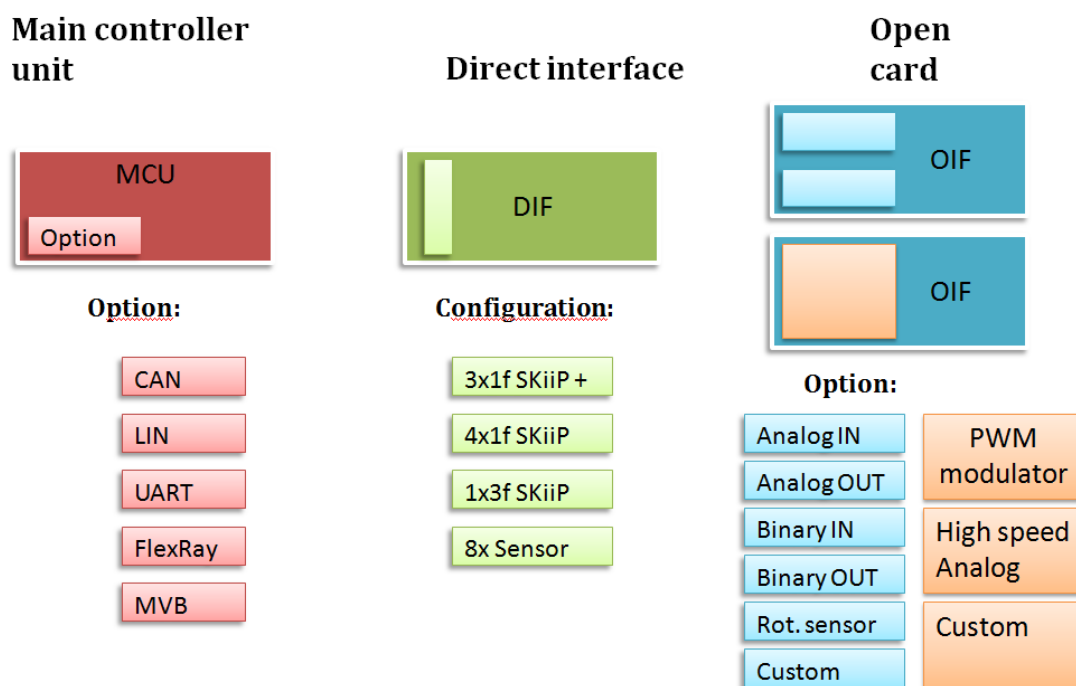 Main controller
unit
Direct interface
Open
card
MCU
Option
DIF
OIF
OIF
Option:
CAN
LIN
UART
FlexRay
MVB
Configuration:
3x1f SKiiP +
4x1f SKiiP
1x3f SKiiP
8x Sensor
Option:
Analog IN
Analog OUT
Binary IN
Binary OUT
Rot. sensor
Custom
PWM
modulator
High speed
Analog
Custom